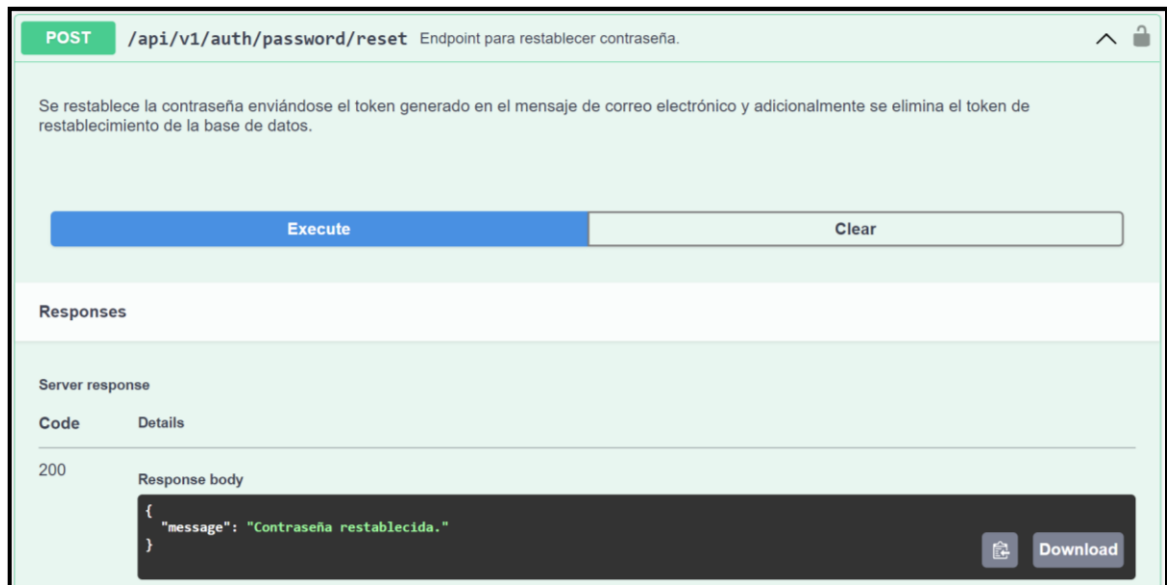 POST /api/v1/auth/password/reset Endpoint para restablecer contraseña.
Se restablece la contraseña enviándose el token generado en el mensaje de correo electrónico y adicionalmente se elimina el token de
restablecimiento de la base de datos.
Execute Clear
Responses
Server response
Code Details
200
Response body
{
"message": "Contraseña restablecida."
}
Download